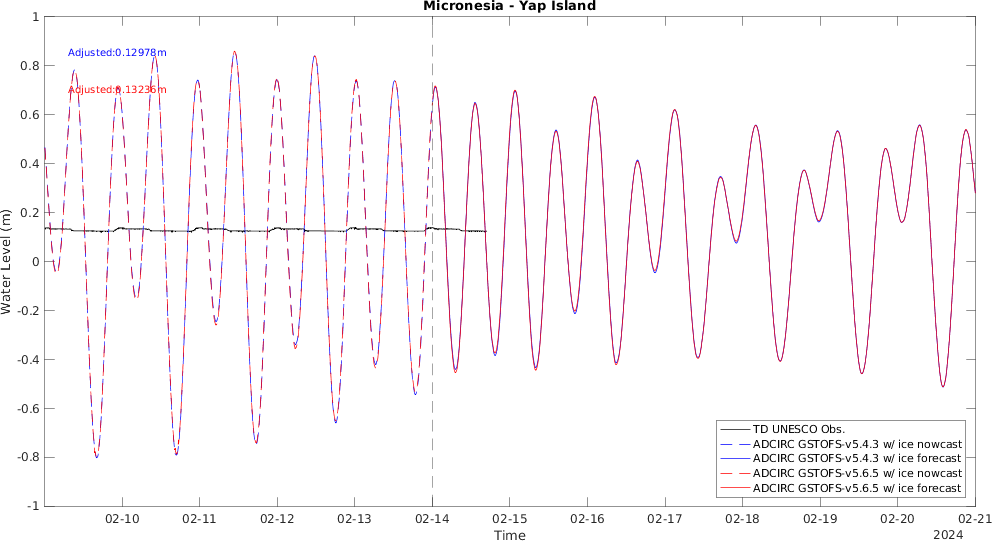 Micronesia - Yap Island
Adjusted:0.12978m
Adjusted:0.13236m
Water Level (m)
1
0.8
0.6
0.4
0.2
0
-0.2
-0.4
-0.6
-0.8
-1
TD UNESCO Obs.
ADCIRC GSTOFS-v5.4.3 w/ ice nowcast
ADCIRC GSTOFS-v5.4.3 w/ ice forecast
ADCIRC GSTOFS-v5.6.5 w/ ice nowcast
ADCIRC GSTOFS-v5.6.5 w/ ice forecast
02-10 02-11 02-12 02-13 02-14 02-15 02-16 02-17 02-18 02-19 02-20 02-21
Time
2024